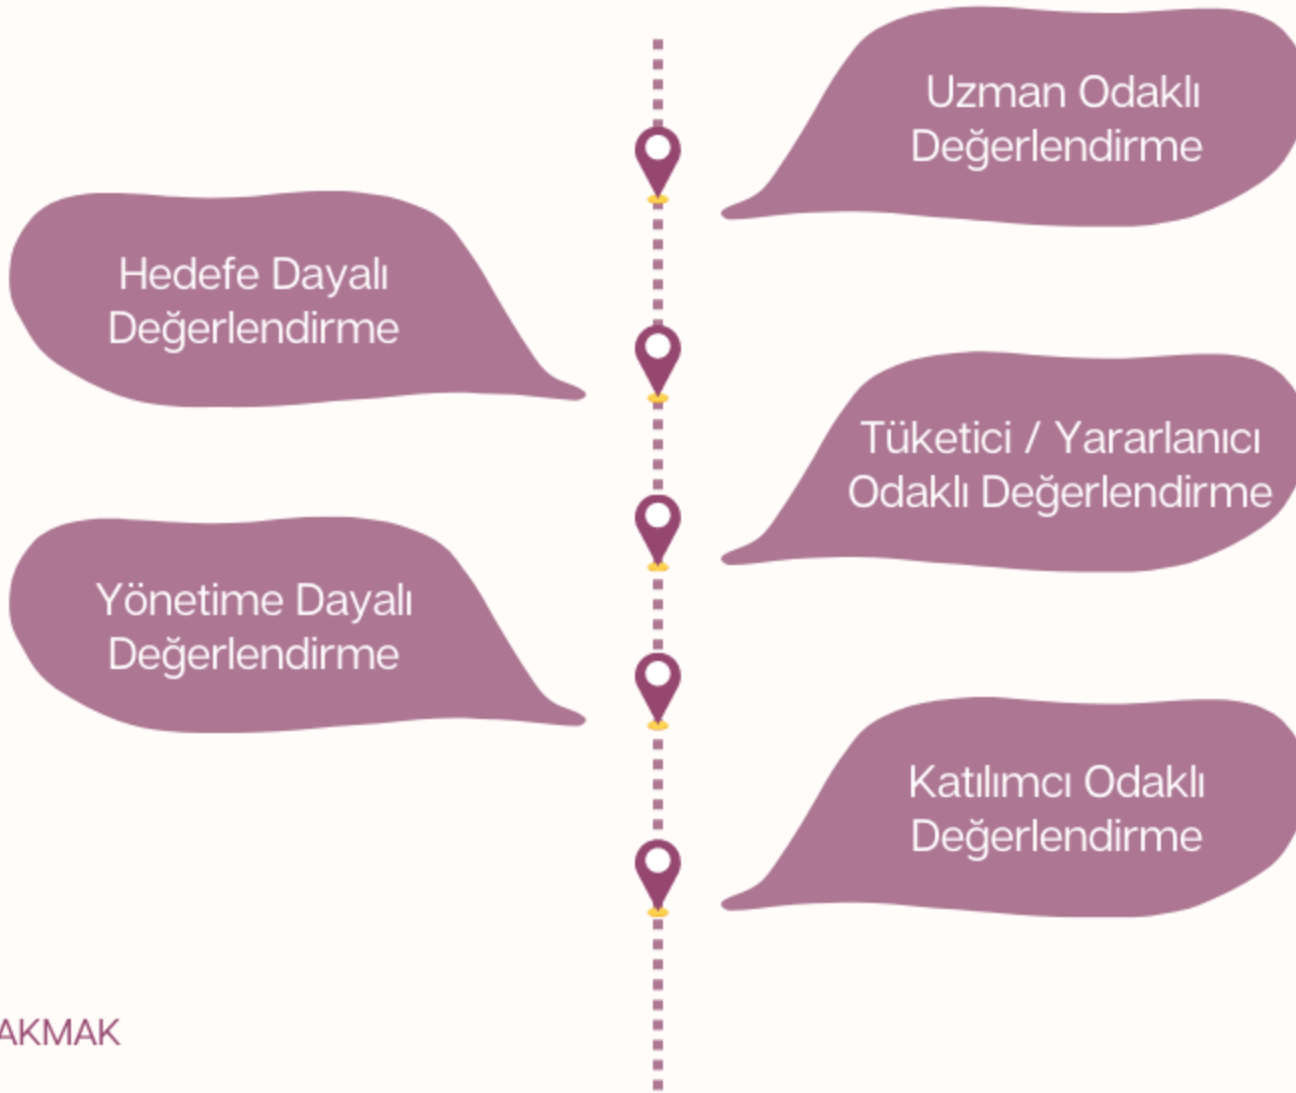 Uzman Odaklı
Değerlendirme
Hedefe Dayalı
Değerlendirme
Tüketici / Yararlanıcı
Odaklı Değerlendirme
Yönetime Dayalı
Değerlendirme
Katılımcı Odaklı
Değerlendirme
AKMAK